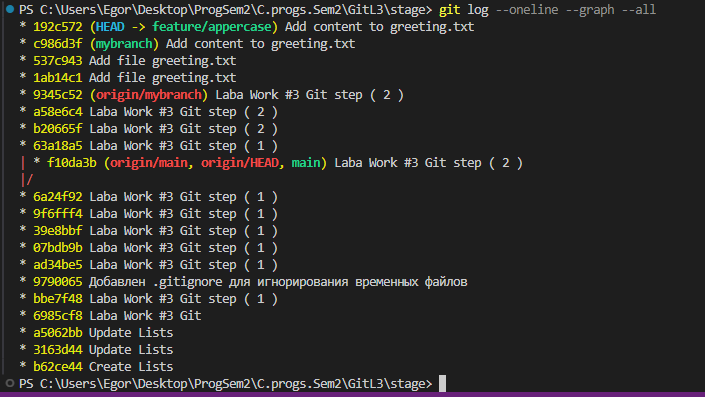 PS C:\Users\Egor\Desktop\ProgSem2\C.progs.Sem2\GitL3\stage> git log --oneline --graph --all
* 192c572 (HEAD -> feature/appercase) Add content to greeting.txt
* c986d3f (mybranch) Add content to greeting.txt
* 537c943 Add file greeting.txt
* 1ab14c1 Add file greeting.txt
* 9345c52 (origin/mybranch) Laba Work #3 Git step ( 2 )
* a58e6c4 Laba Work #3 Git step ( 2 )
* b20665f Laba Work #3 Git step ( 2 )
* 63a18a5 Laba Work #3 Git step ( 1 )
| * f10da3b (origin/main, origin/HEAD, main) Laba Work #3 Git step ( 2 )
|/
* 6a24f92 Laba Work #3 Git step ( 1 )
* 9f6fff4 Laba Work #3 Git step ( 1 )
* 39e8bbf Laba Work #3 Git step ( 1 )
* 07bdb9b Laba Work #3 Git step ( 1 )
* ad34be5 Laba Work #3 Git step ( 1 )
* 9790065 Добавлен .gitignore для игнорирования временных файлов
* bbe7f48 Laba Work #3 Git step ( 1 )
* 6985cf8 Laba Work #3 Git
* a5062bb Update Lists
* 3163d44 Update Lists
* b62ce44 Create Lists
PS C:\Users\Egor\Desktop\ProgSem2\C.progs.Sem2\GitL3\stage>